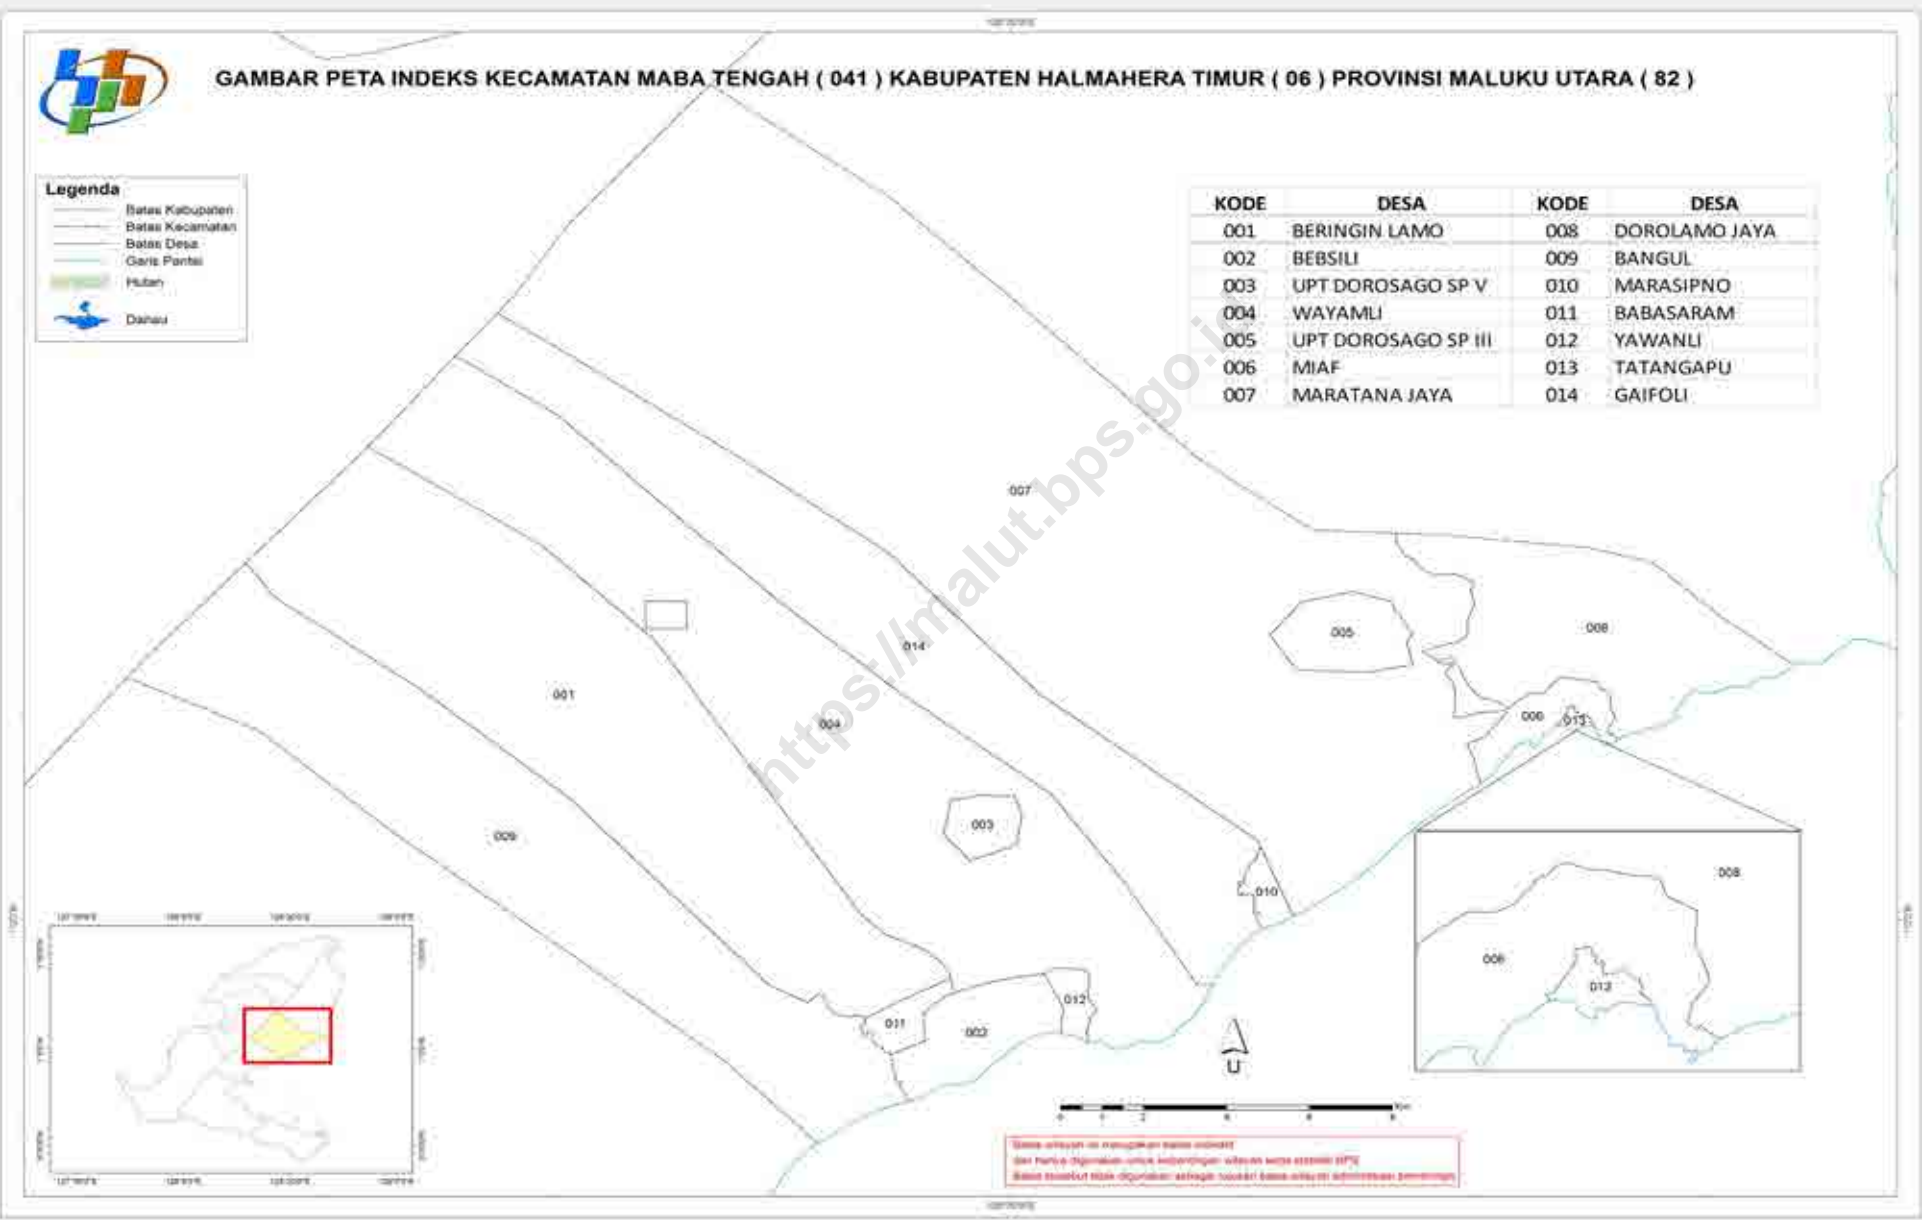 GAMBAR PETA INDEKS KECAMATAN MABA TENGAH ( 041 ) KABUPATEN HALMAHERA TIMUR ( 06 ) PROVINSI MALUKU UTARA ( 82 )
Legenda
Batas Kabupaten
Batas Kecamatan
Batas Desa
Garis Pantai
Hutan
Danau
KODE DESA KODE DESA
001 BERINGIN LAMO 008 DOROLAMO JAYA
002 BEBSILI 009 BANGUL
003 UPT DOROSAGO SP V 010 MARASIPNO
004 WAYAMLI 011 BABASARAM
005 UPT DOROSAGO SP III 012 YAWANLI
006 MIAF 013 TATANGAPU
007 MARATANA JAYA 014 GAIFOLI
https://malut.bps.go.id
007
005
008
014
001
004
006
013
003
009
010
008
006
013
012
011
002
U